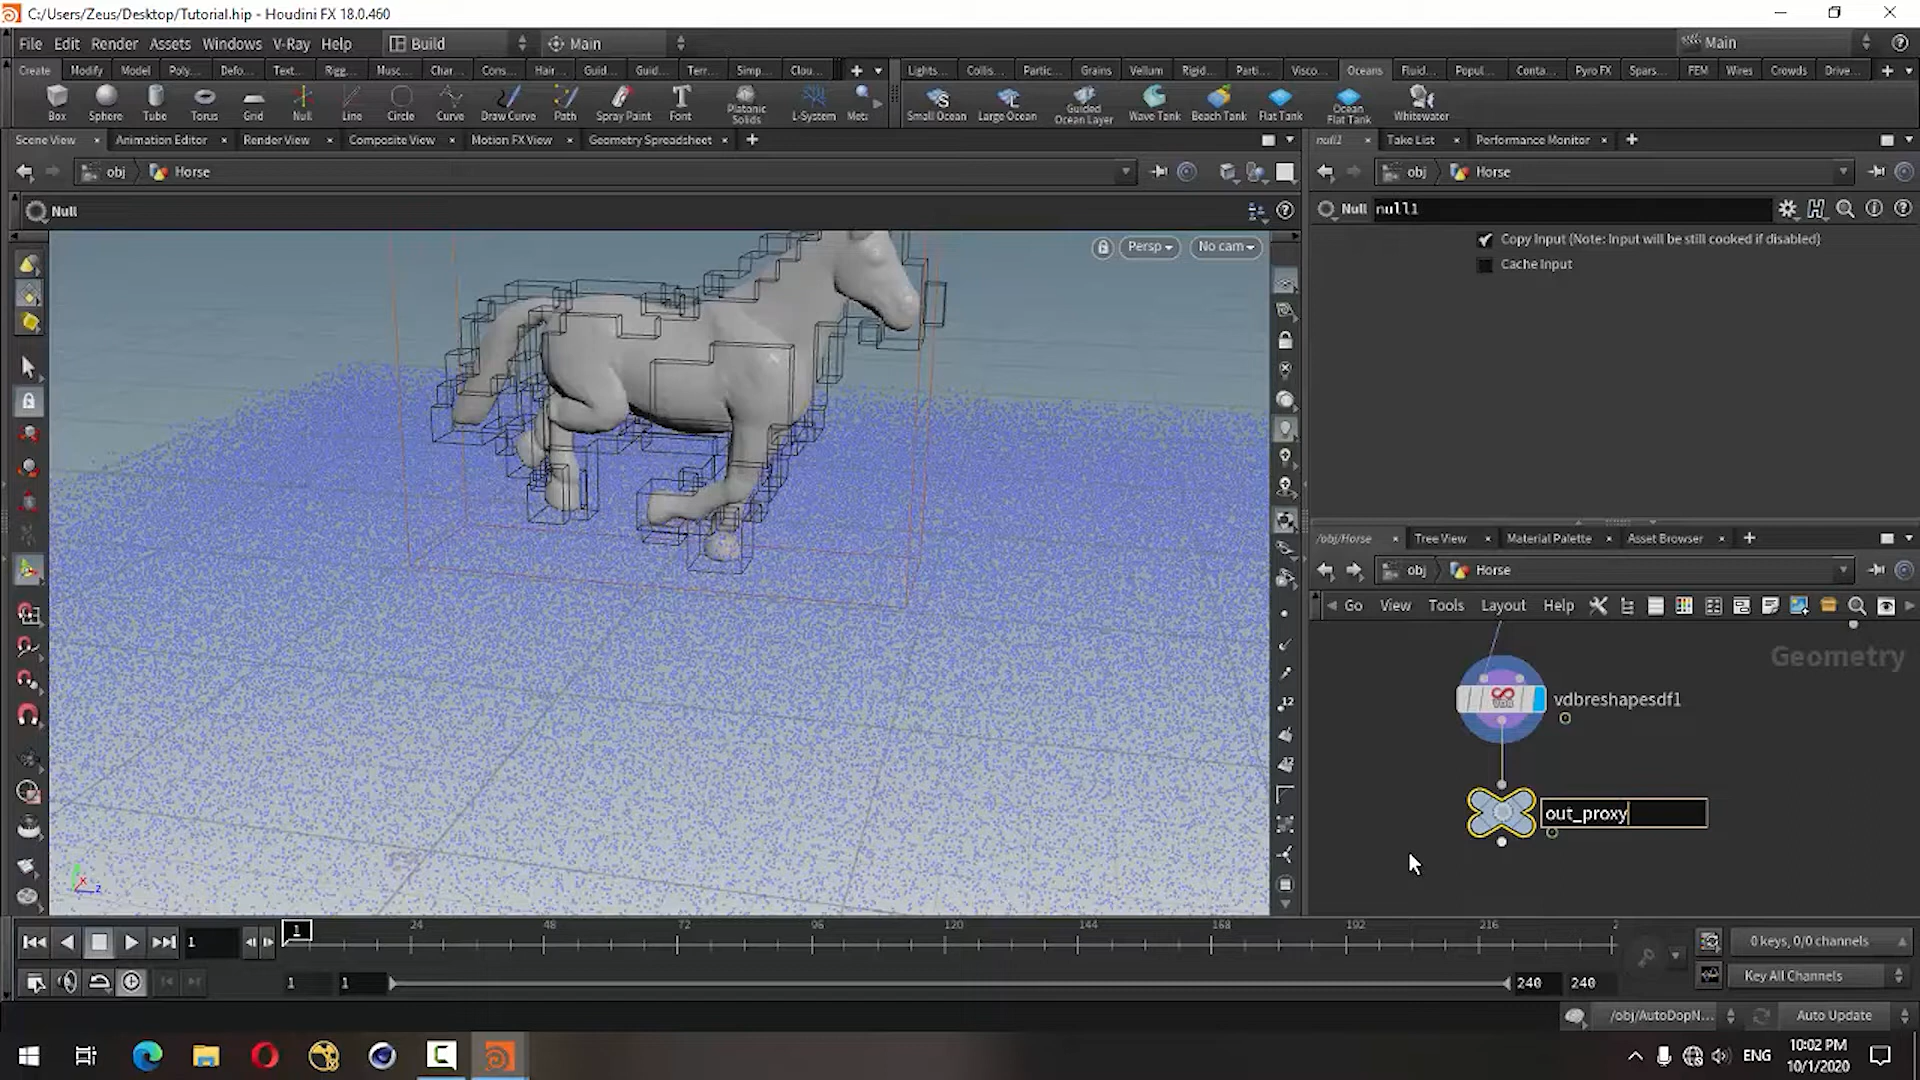 C:/Users/Zeus/Desktop/Tutorial.hip - Houdini FX 18.0.460
File Edit Render Assets Windows V-Ray Help Build Main Main
Create Modify Model Poly... Defo... Text... Rigg... Musc... Char... Cons... Hair... Guid... Guid... Terr... Simp... Clou... Lights... Collis... Partic... Grains Vellum Rigid... Parti... Visco... Oceans Fluid... Popul... Conta... Pyro FX Spars... FEM Wires Crowds Drive...
Box Sphere Tube Torus Grid Null Line Circle Curve Draw Curve Path Spray Paint Font Platonic Solids L-System Meta Small Ocean Large Ocean Guided Ocean Layer Wave Tank Beach Tank Flat Tank Ocean Flat Tank Whitewater
Scene View Animation Editor Render View Composite View Motion FX View Geometry Spreadsheet null1 Take List Performance Monitor
obj Horse obj Horse
Null
Null null1
Persp No cam
Copy Input (Note: Input will be still cooked if disabled)
Cache Input
/obj/Horse Tree View Material Palette Asset Browser
obj Horse
Go View Tools Layout Help
Geometry
vdbreshapesdf1
out_proxy
x z
1 1 24 48 72 96 120 144 168 192 216 2
0 keys, 0/0 channels
1 1 240 240 Key All Channels
/obj/AutoDopN... Auto Update
ENG 10:02 PM
10/1/2020